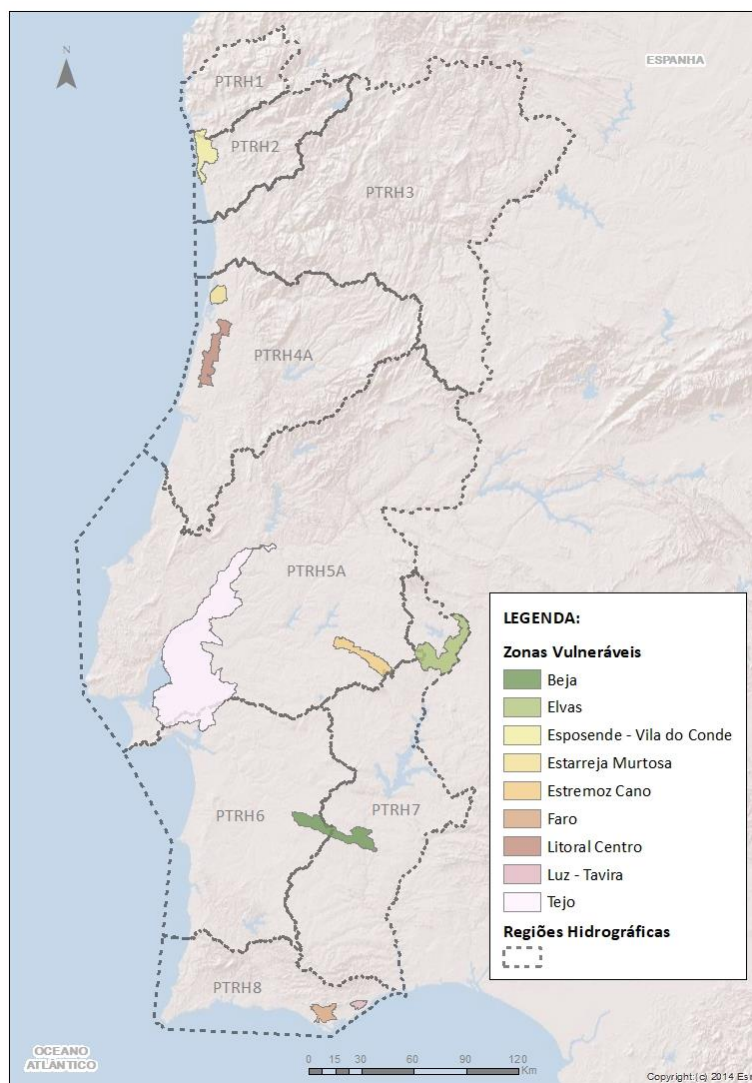 N
ESPANHA
PTRH1
PTRH2
PTRH3
PTRH4A
PTRH5A
PTRH6
PTRH7
PTRH8
LEGENDA:
Zonas Vulneráveis
Beja
Elvas
Esposende - Vila do Conde
Estarreja Murtosa
Estremoz Cano
Faro
Litoral Centro
Luz - Tavira
Tejo
Regiões Hidrográficas
OCEANO
ATLÂNTICO
0 15 30 60 90 120
Km
Copyright:(c) 2014 Es